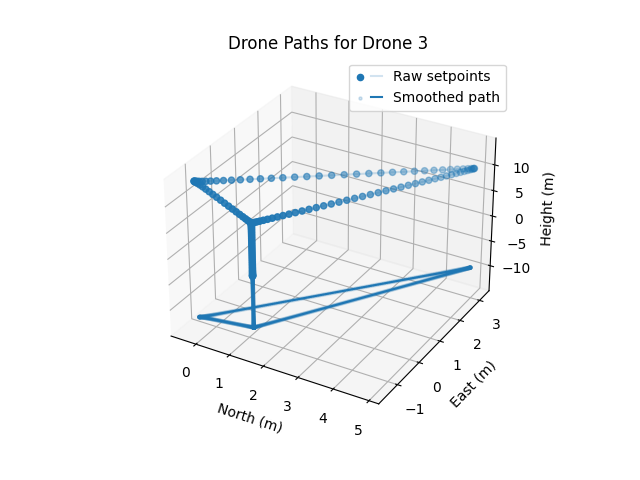 Drone Paths for Drone 3
Raw setpoints
Smoothed path
10
5
0
−5
−10
Height (m)
3
2
1
0
−1
East (m)
0
1
2
3
4
5
North (m)